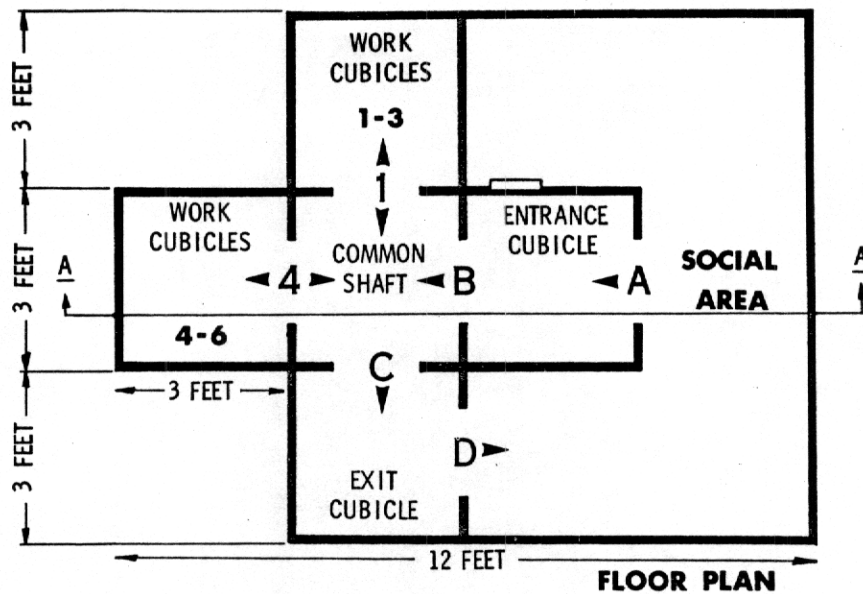 WORK
CUBICLES
1-3
3 FEET
1
WORK
CUBICLES
ENTRANCE
CUBICLE
3 FEET
A
COMMON
SHAFT
4
B
A
SOCIAL
AREA
A
4-6
C
3 FEET
D
3 FEET
EXIT
CUBICLE
12 FEET
FLOOR PLAN